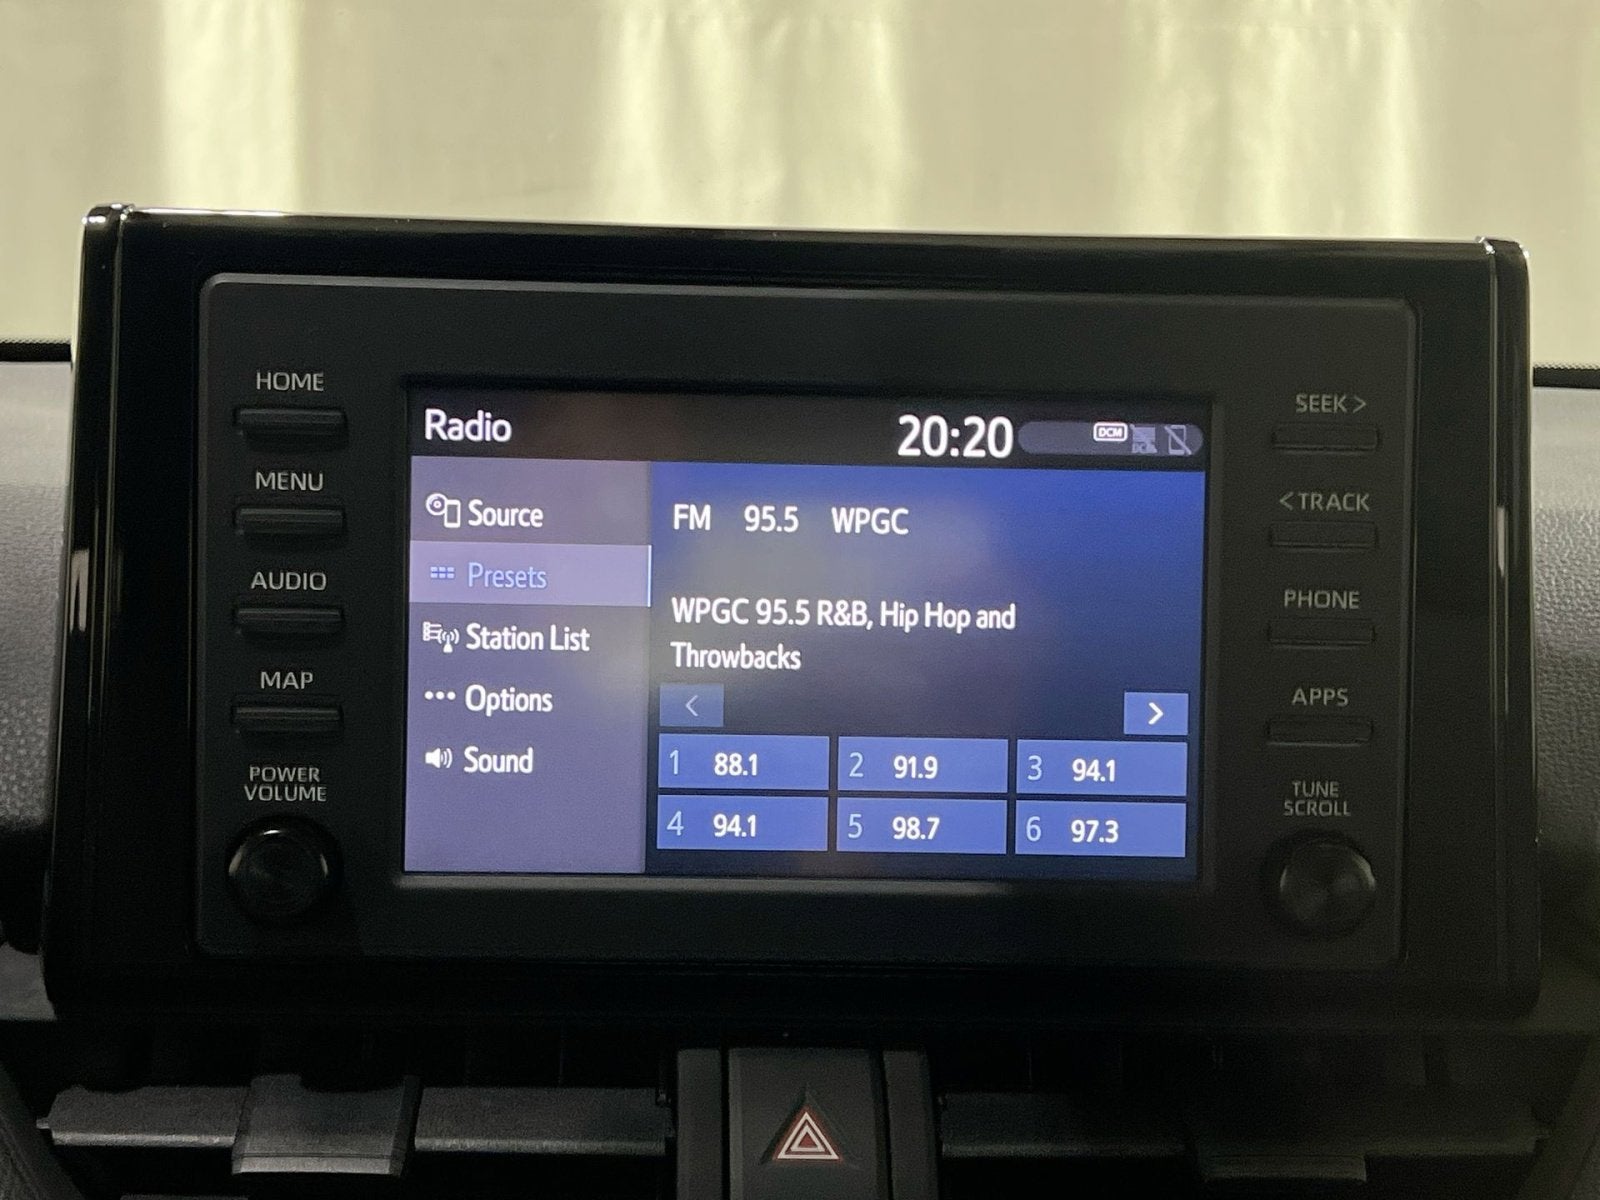 HOME
MENU
AUDIO
MAP
POWER
VOLUME
Radio
20:20
DCM
Source
Presets
Station List
Options
Sound
FM 95.5 WPGC
WPGC 95.5 R&B, Hip Hop and
Throwbacks
<
>
1 88.1
2 91.9
3 94.1
4 94.1
5 98.7
6 97.3
SEEK >
< TRACK
PHONE
APPS
TUNE
SCROLL